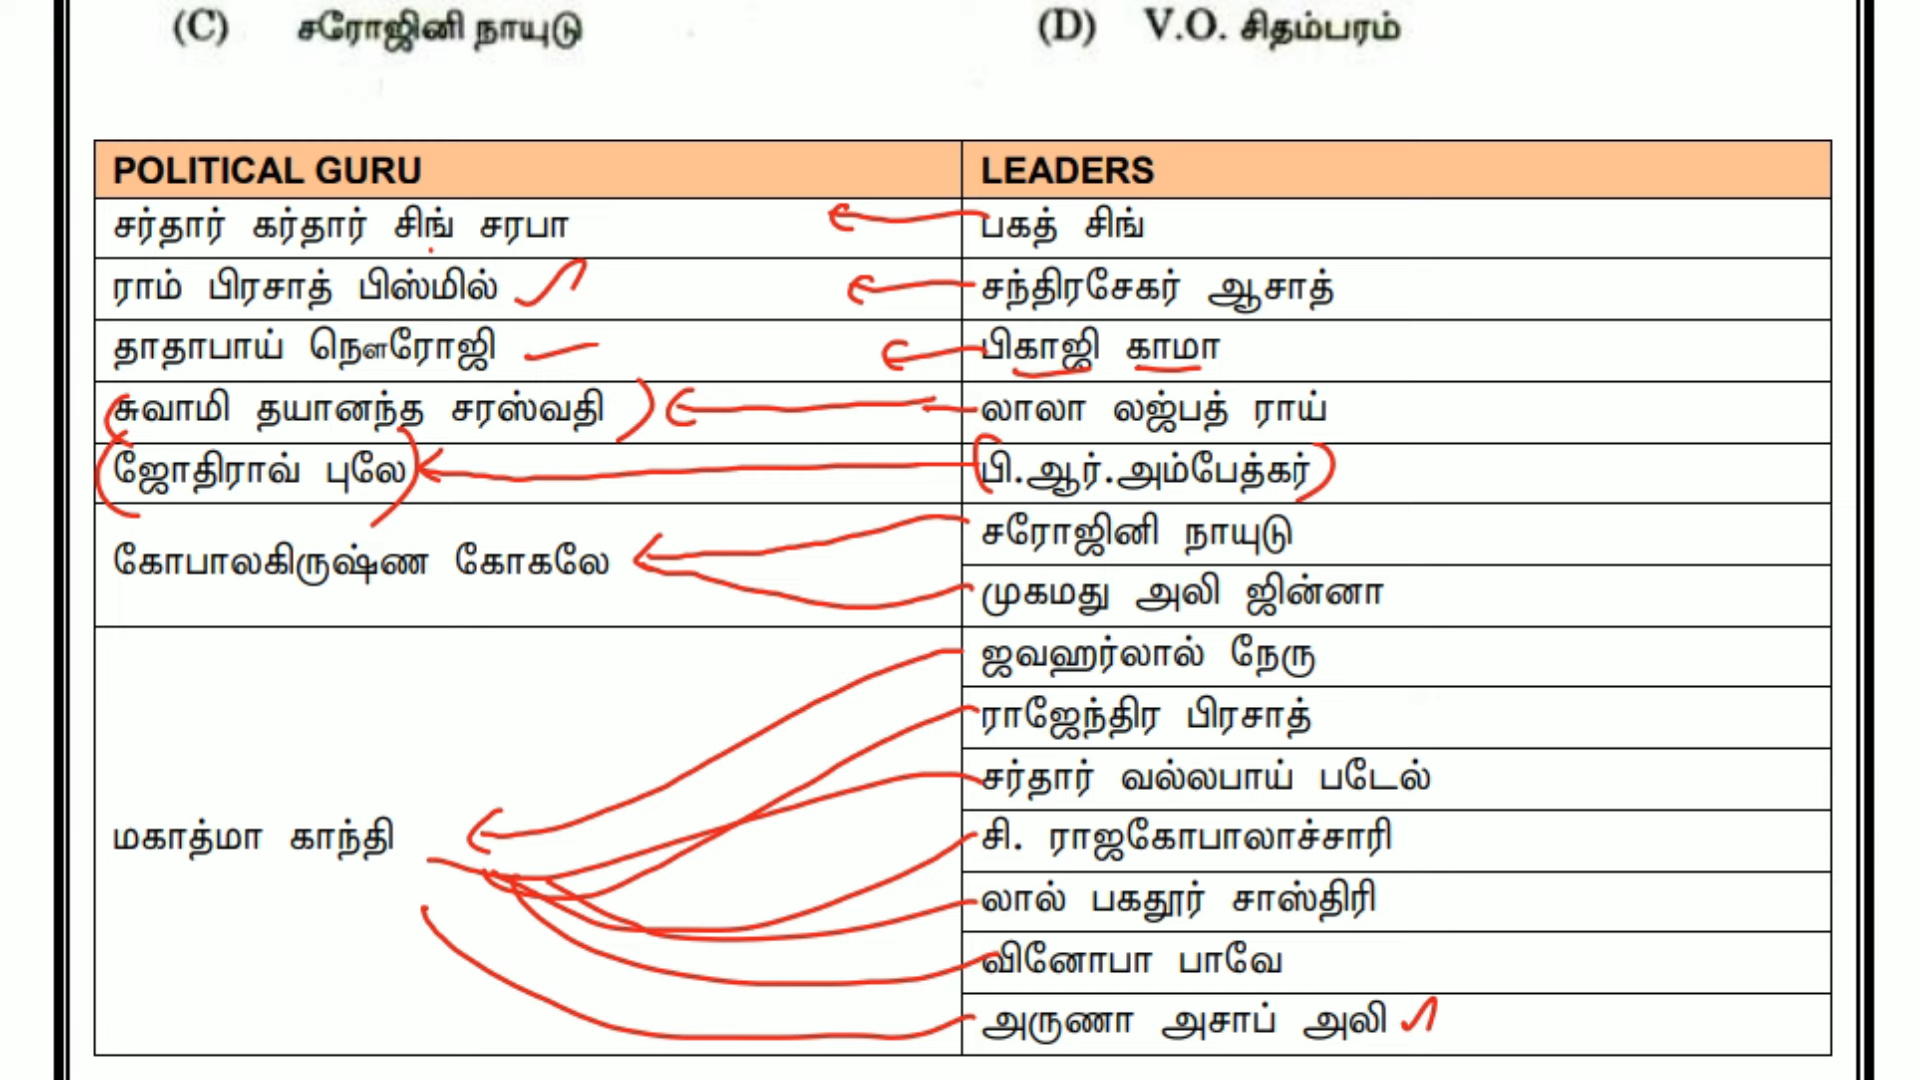 (C) சரோஜினி நாயுடு (D) V.O. சிதம்பரம்
POLITICAL GURU LEADERS
சர்தார் கர்தார் சிங் சரபா பகத் சிங்
ராம் பிரசாத் பிஸ்மில் சந்திரசேகர் ஆசாத்
தாதாபாய் நௌரோஜி பிகாஜி காமா
சுவாமி தயானந்த சரஸ்வதி லாலா லஜ்பத் ராய்
ஜோதிராவ் புலே பி.ஆர்.அம்பேத்கர்
கோபாலகிருஷ்ண கோகலே சரோஜினி நாயுடு
முகமது அலி ஜின்னா
மகாத்மா காந்தி ஜவஹர்லால் நேரு
ராஜேந்திர பிரசாத்
சர்தார் வல்லபாய் படேல்
சி. ராஜகோபாலாச்சாரி
லால் பகதூர் சாஸ்திரி
வினோபா பாவே
அருணா அசாப் அலி